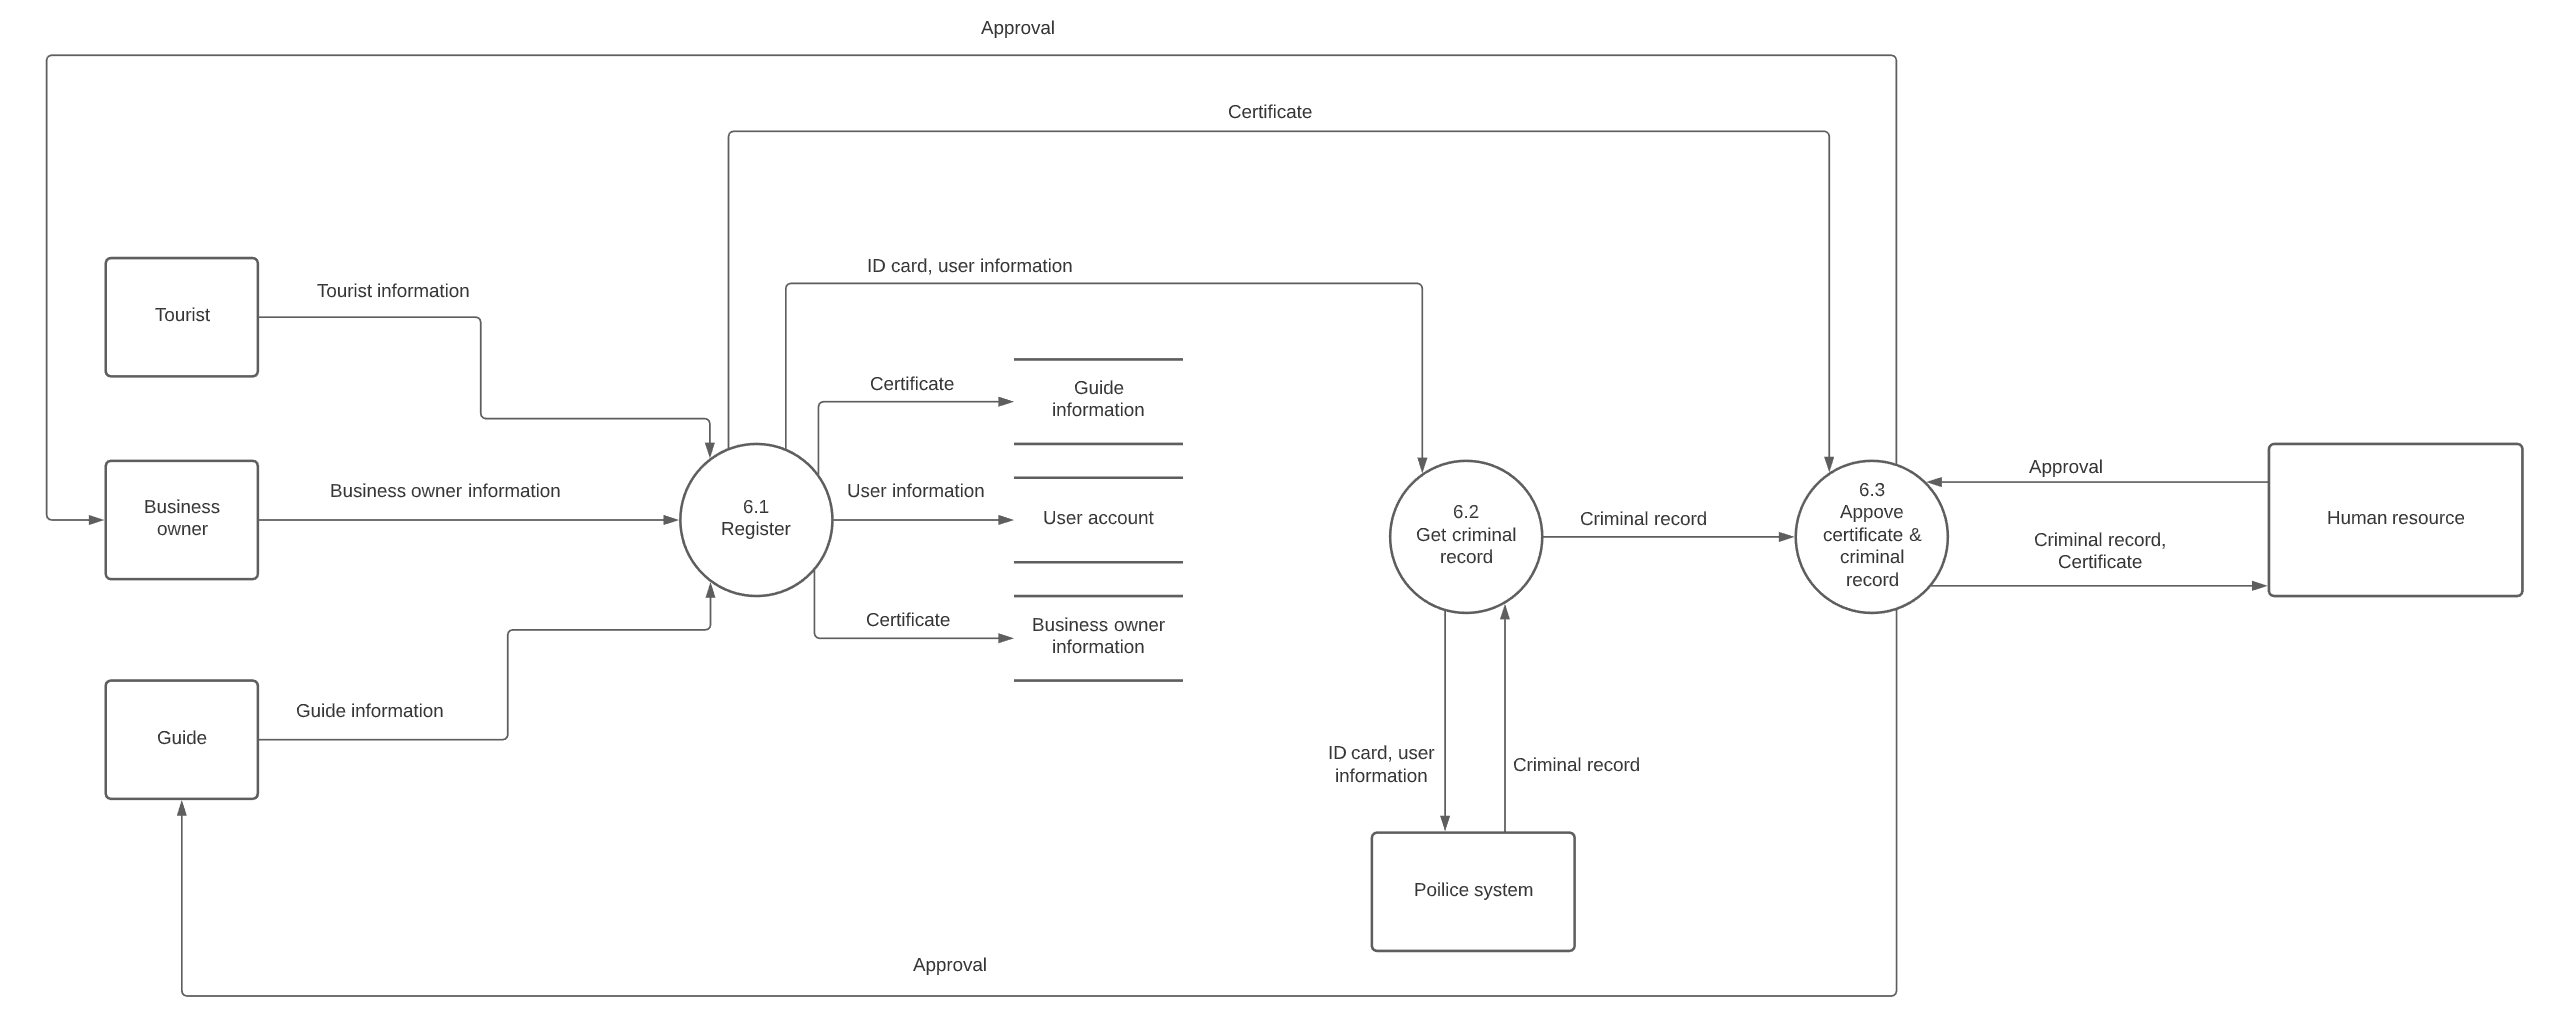 Approval
Certificate
ID card, user information
Tourist information
Tourist
Certificate
Guide
information
Business
owner
Business owner information
6.1
Register
User information
User account
Certificate
Business owner
information
6.2
Get criminal
record
Criminal record
6.3
Appove
certificate &
criminal
record
Approval
Criminal record,
Certificate
Human resource
Guide information
Guide
ID card, user
information
Criminal record
Poilice system
Approval